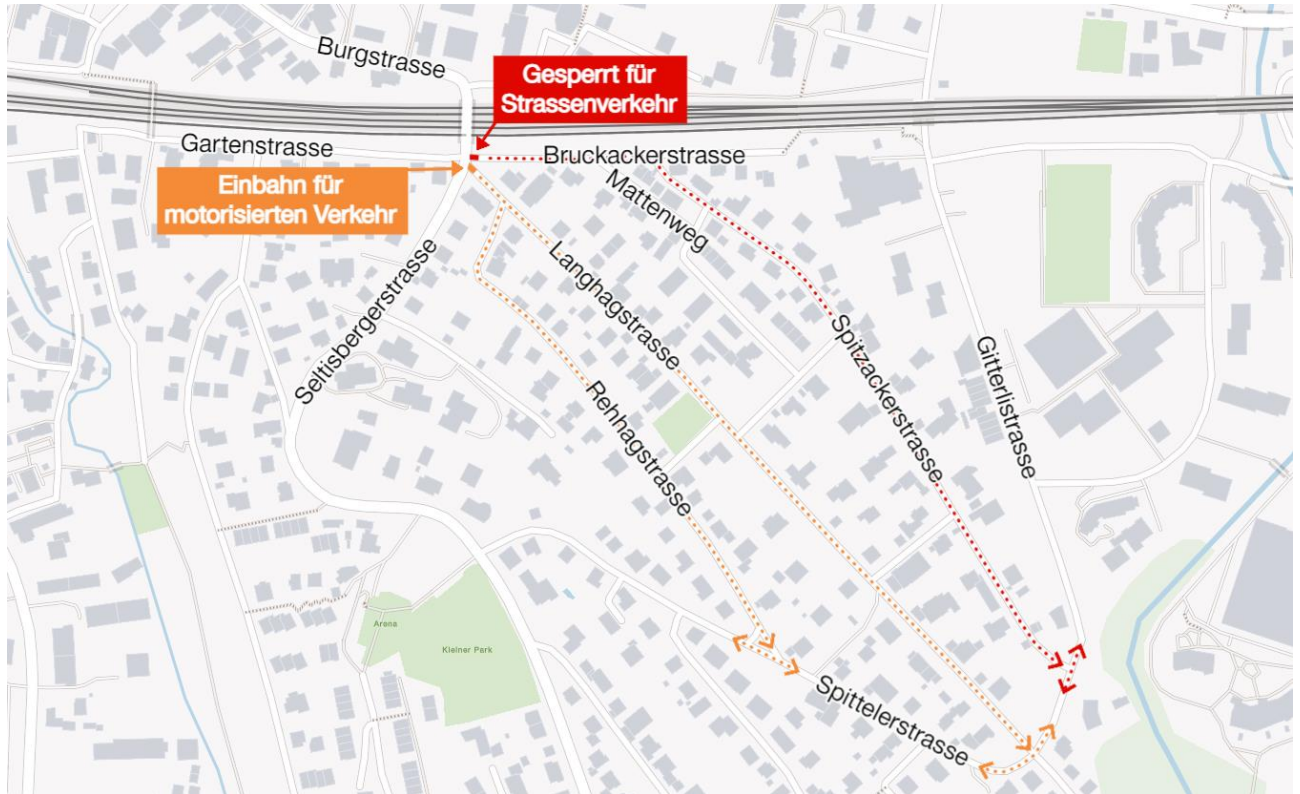 Burgstrasse
Gesperrt für
Strassenverkehr
Gartenstrasse
Bruckackerstrasse
Einbahn für
motorisierten Verkehr
Mattenweg
Langhagstrasse
Seltisbergerstrasse
Spitzackerstrasse
Gitterlistrasse
Rehhagstrasse
Arena
Kleiner Park
Spittelerstrasse